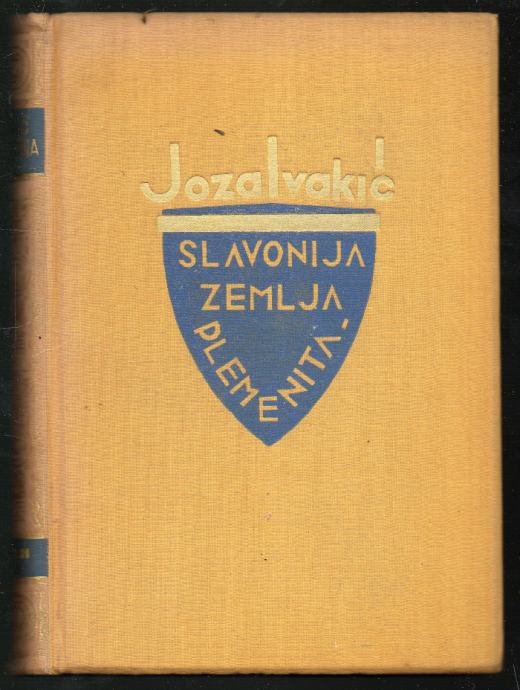 Joza Ivakić
SLAVONIJA
ZEMLJA
PLEMENITA-